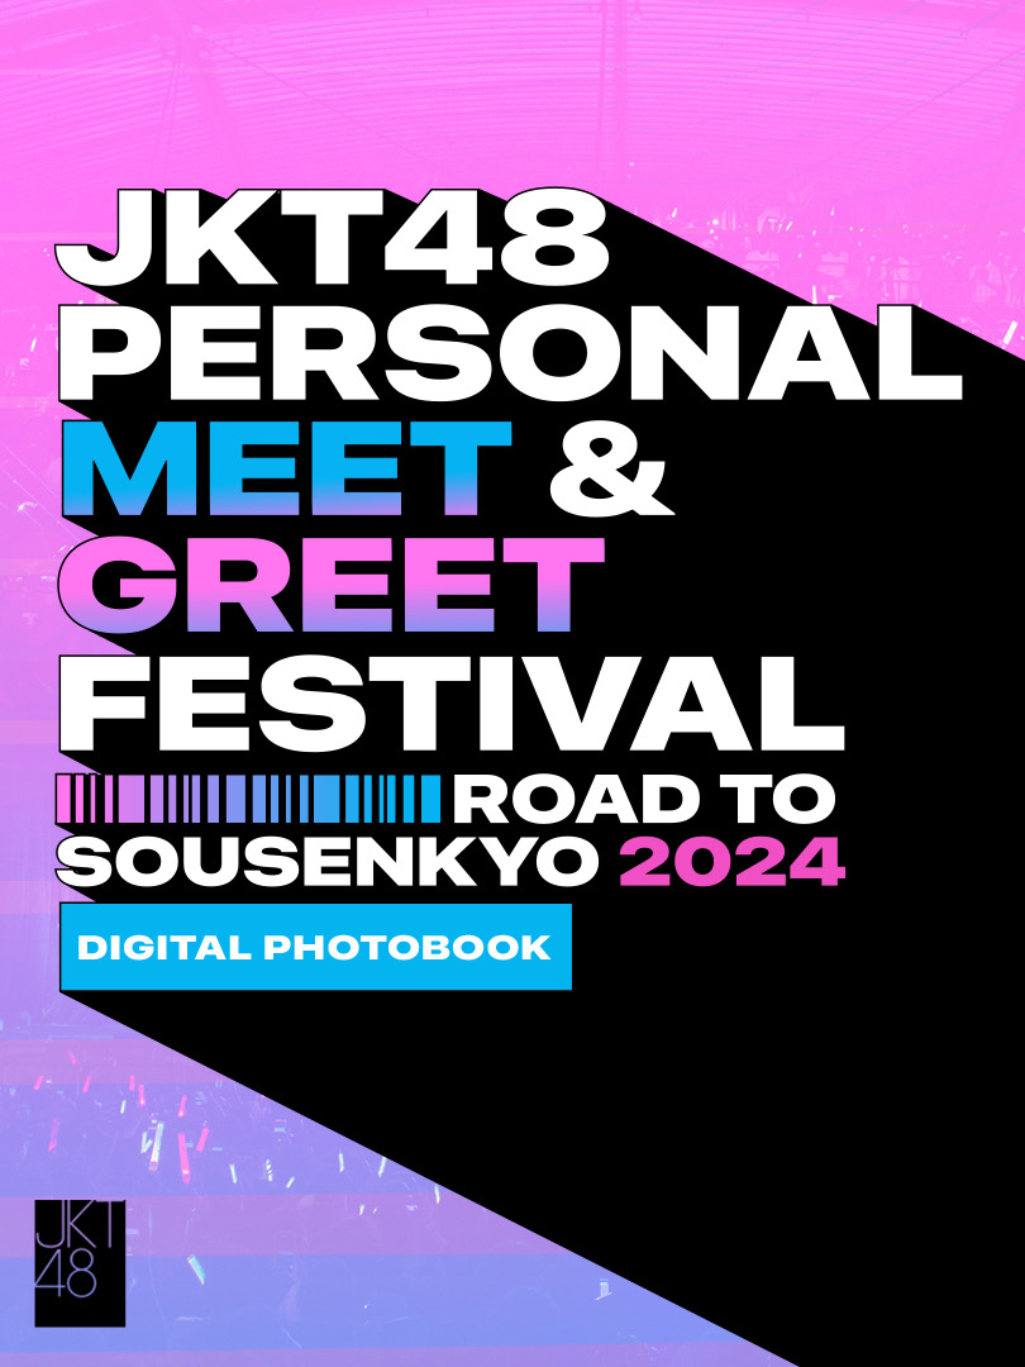 JKT48
PERSONAL
MEET &
GREET
FESTIVAL
ROAD TO
SOUSENKYO 2024
DIGITAL PHOTOBOOK
JKT
48